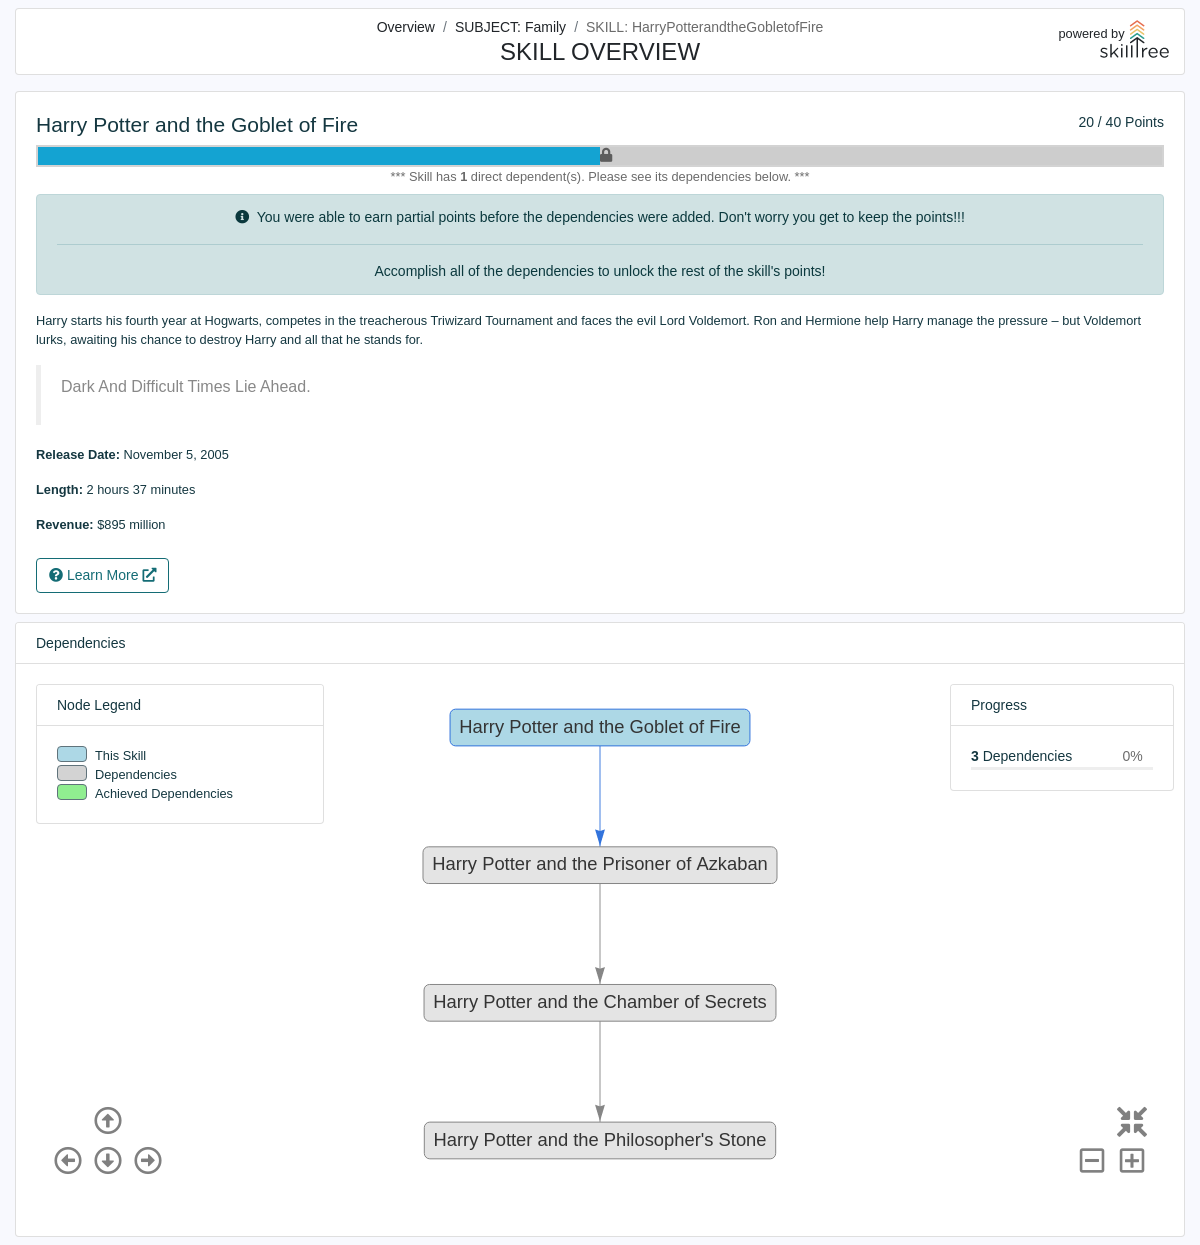 Overview / SUBJECT: Family / SKILL: HarryPotterandtheGobletofFire
SKILL OVERVIEW
powered by
skilltree
Harry Potter and the Goblet of Fire
20 / 40 Points
*** Skill has 1 direct dependent(s). Please see its dependencies below. ***
You were able to earn partial points before the dependencies were added. Don't worry you get to keep the points!!!
Accomplish all of the dependencies to unlock the rest of the skill's points!
Harry starts his fourth year at Hogwarts, competes in the treacherous Triwizard Tournament and faces the evil Lord Voldemort. Ron and Hermione help Harry manage the pressure – but Voldemort
lurks, awaiting his chance to destroy Harry and all that he stands for.
Dark And Difficult Times Lie Ahead.
Release Date: November 5, 2005
Length: 2 hours 37 minutes
Revenue: $895 million
Learn More
Dependencies
Node Legend
This Skill
Dependencies
Achieved Dependencies
Harry Potter and the Goblet of Fire
Harry Potter and the Prisoner of Azkaban
Harry Potter and the Chamber of Secrets
Harry Potter and the Philosopher's Stone
Progress
3 Dependencies 0%